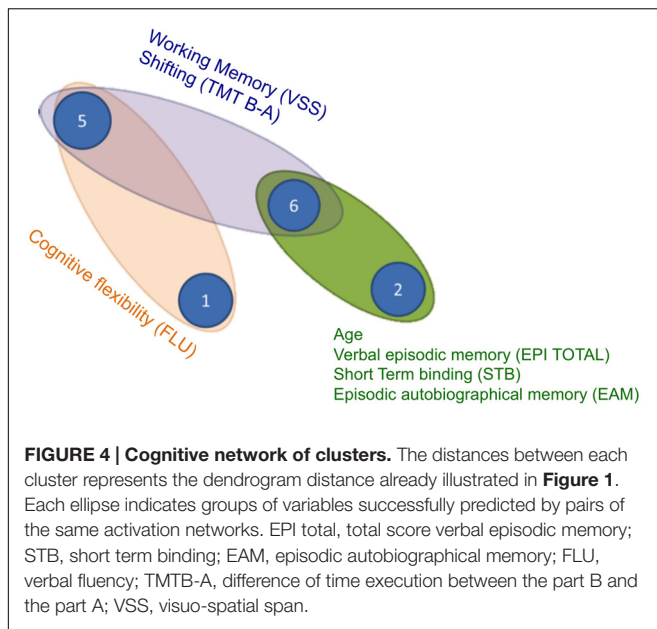 Working Memory (VSS)
Shifting (TMT B-A)
5
6
Cognitive flexibility (FLU)
1
2
Age
Verbal episodic memory (EPI TOTAL)
Short Term binding (STB)
Episodic autobiographical memory (EAM)
FIGURE 4 | Cognitive network of clusters. The distances between each
cluster represents the dendrogram distance already illustrated in Figure 1.
Each ellipse indicates groups of variables successfully predicted by pairs of
the same activation networks. EPI total, total score verbal episodic memory;
STB, short term binding; EAM, episodic autobiographical memory; FLU,
verbal fluency; TMTB-A, difference of time execution between the part B and
the part A; VSS, visuo-spatial span.